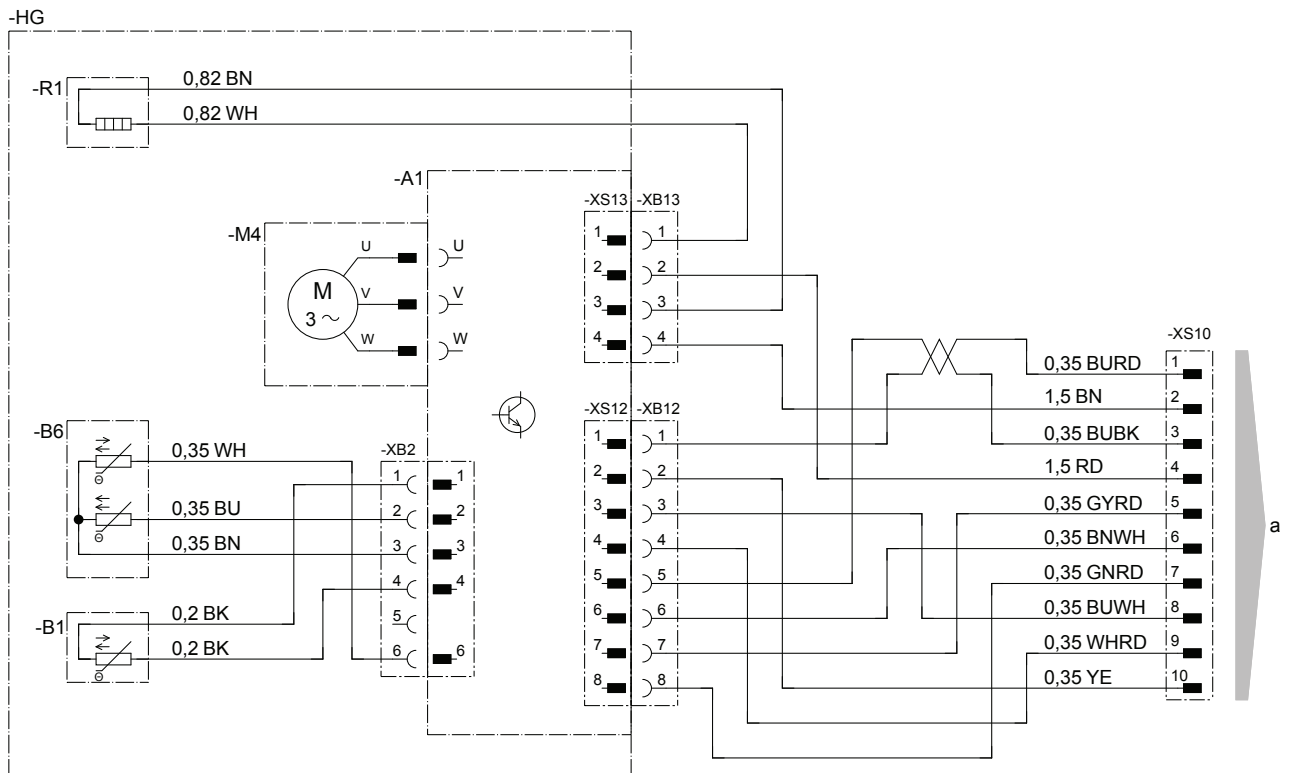 -HG
-R1
0,82 BN
0,82 WH
-A1
-XS13 -XB13
1 1
2 2
3 3
4 4
-M4
U U
M
3 ~
V V
W W
-XS10
0,35 BURD 1
1,5 BN 2
0,35 BUBK 3
1,5 RD 4
0,35 GYRD 5
0,35 BNWH 6
0,35 GNRD 7
0,35 BUWH 8
0,35 WHRD 9
0,35 YE 10
a
-XS12 -XB12
1 1
2 2
3 3
4 4
5 5
6 6
7 7
8 8
-B6
0,35 WH
Θ
0,35 BU
Θ
0,35 BN
-XB2
1 1
2 2
3 3
4 4
5
6 6
-B1
0,2 BK
0,2 BK
Θ